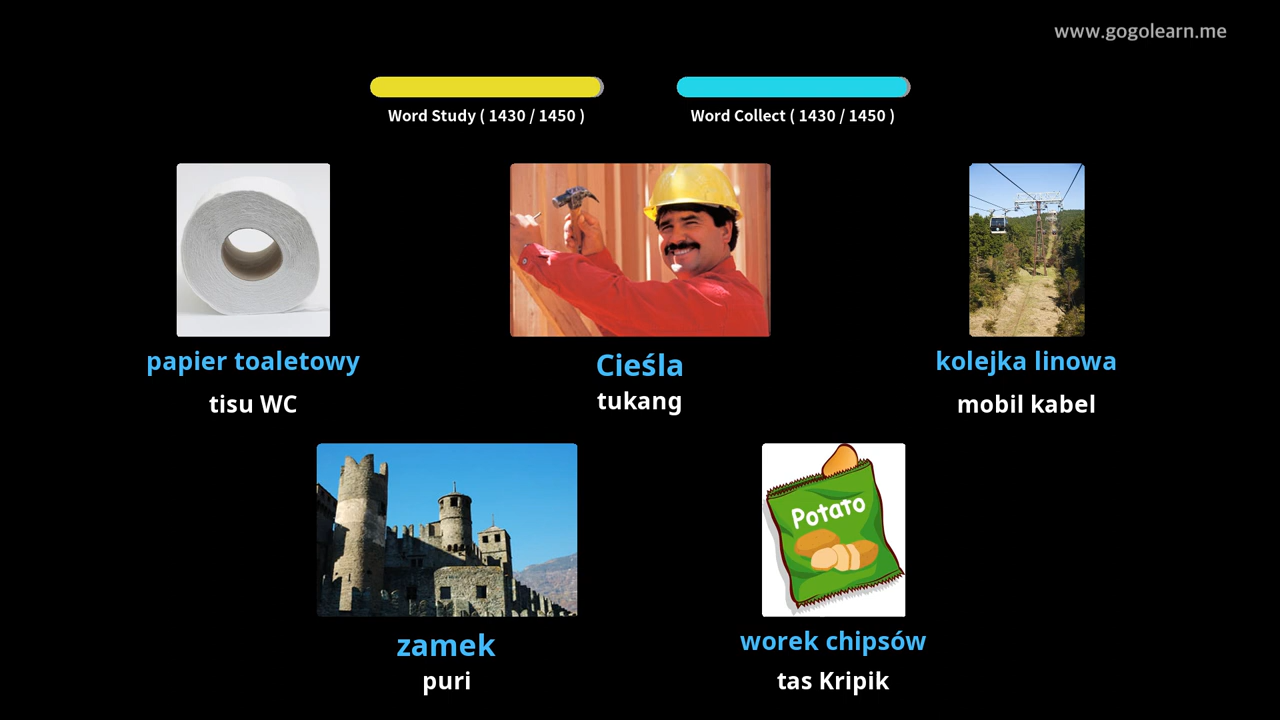 www.gogolearn.me
Word Study ( 1430 / 1450 )
Word Collect ( 1430 / 1450 )
papier toaletowy
tisu WC
Cieśla
tukang
kolejka linowa
mobil kabel
Potato
zamek
puri
worek chipsów
tas Kripik